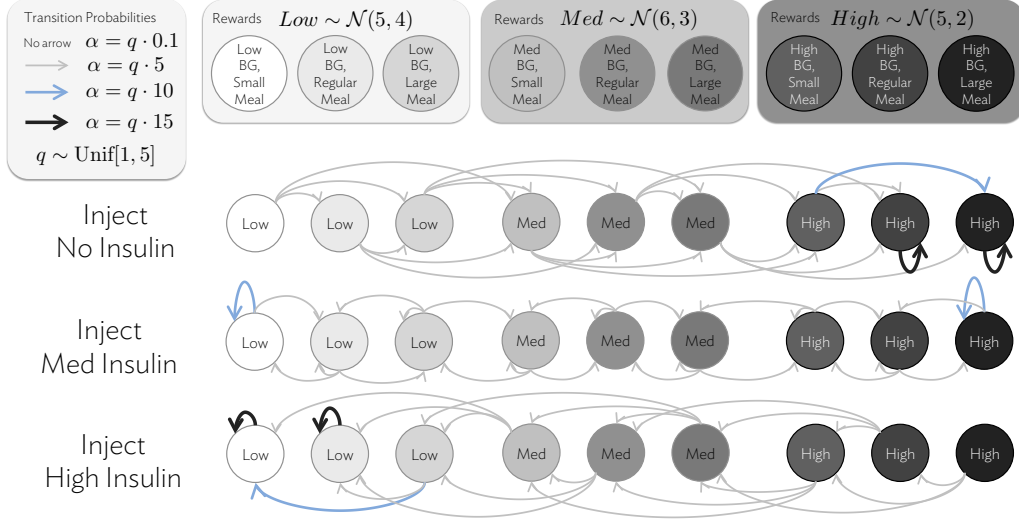 Transition Probabilities
No arrow α = q · 0.1
α = q · 5
α = q · 10
α = q · 15
q ∼ Unif[1, 5]
Rewards Low ∼ N(5, 4)
Low BG, Small Meal
Low BG, Regular Meal
Low BG, Large Meal
Rewards Med ∼ N(6, 3)
Med BG, Small Meal
Med BG, Regular Meal
Med BG, Large Meal
Rewards High ∼ N(5, 2)
High BG, Small Meal
High BG, Regular Meal
High BG, Large Meal
Inject
No Insulin
Low Low Low Med Med Med High High High
Inject
Med Insulin
Low Low Low Med Med Med High High High
Inject
High Insulin
Low Low Low Med Med Med High High High